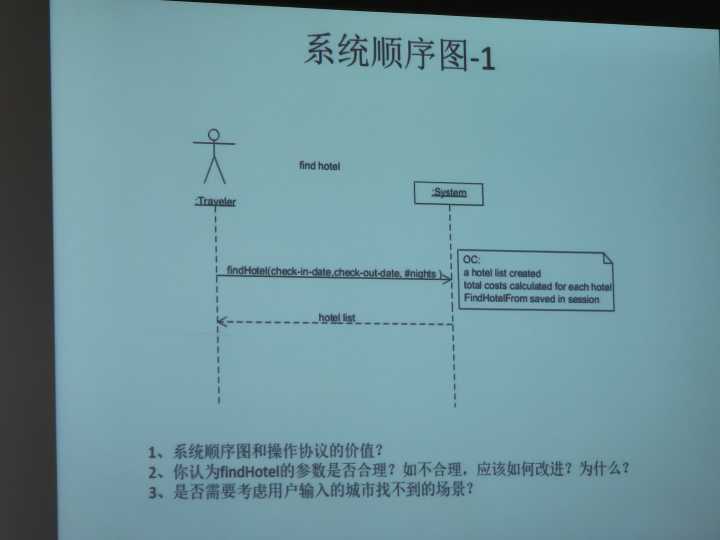 系统顺序图-1
find hotel
:Traveler
:System
findHotel(check-in-date,check-out-date, #nights )
OC:
a hotel list created
total costs calculated for each hotel
FindHotelFrom saved in session
hotel list
1、系统顺序图和操作协议的价值？
2、你认为findHotel的参数是否合理？如不合理，应该如何改进？为什么？
3、是否需要考虑用户输入的城市找不到的场景？